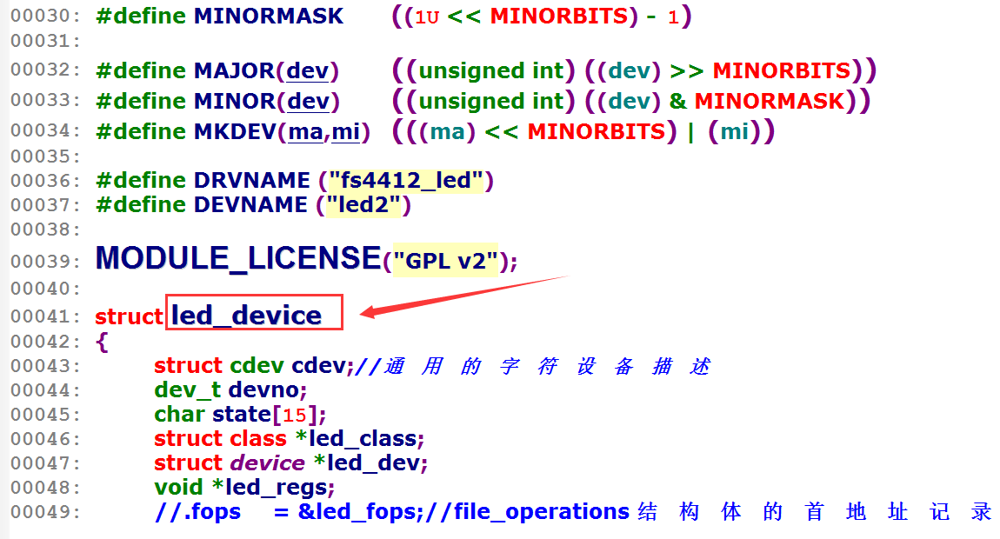 00030: #define MINORMASK ((1U << MINORBITS) - 1)
00031:
00032: #define MAJOR(dev) ((unsigned int) ((dev) >> MINORBITS))
00033: #define MINOR(dev) ((unsigned int) ((dev) & MINORMASK))
00034: #define MKDEV(ma,mi) (((ma) << MINORBITS) | (mi))
00035:
00036: #define DRVNAME ("fs4412_led")
00037: #define DEVNAME ("led2")
00038:
00039: MODULE_LICENSE("GPL v2");
00040:
00041: struct led_device
00042: {
00043: struct cdev cdev;//通用的字符设备描述
00044: dev_t devno;
00045: char state[15];
00046: struct class *led_class;
00047: struct device *led_dev;
00048: void *led_regs;
00049: //.fops = &led_fops;//file_operations结构体的首地址记录